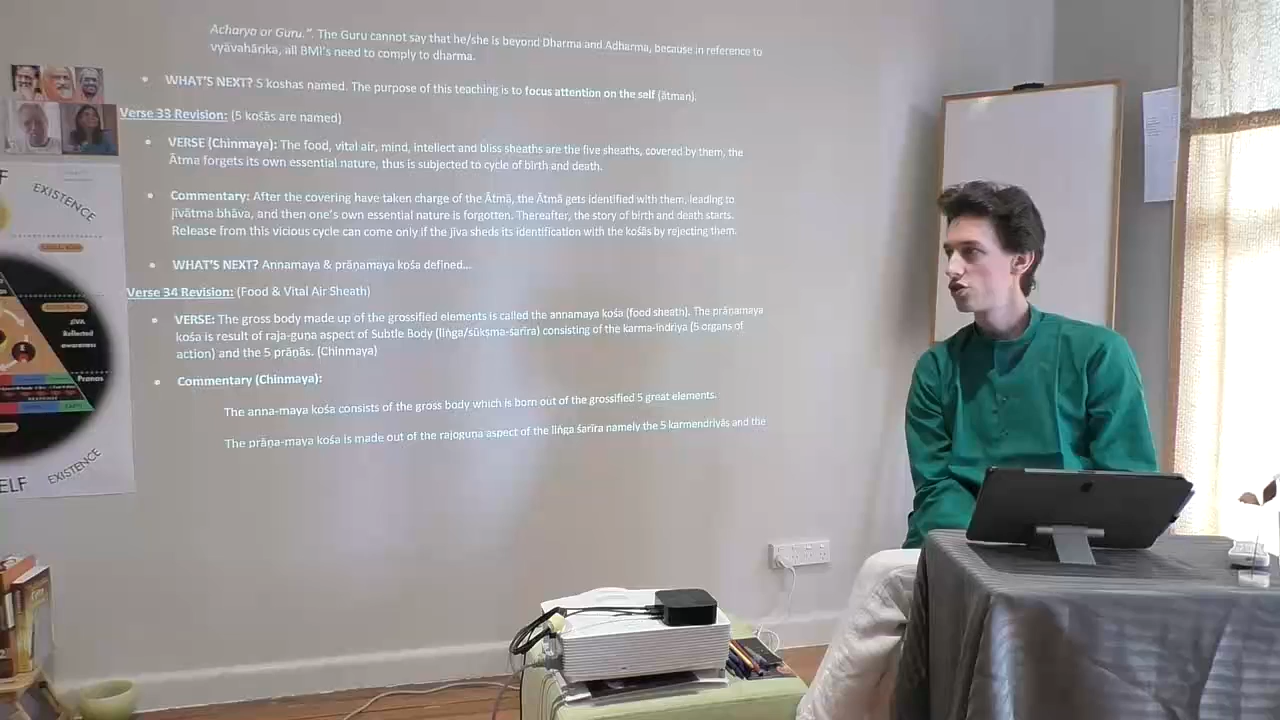 Acharya or Guru.". The Guru cannot say that he/she is beyond Dharma and Adharma, because in reference to
vyāvahārika, all BMI's need to comply to dharma.
• WHAT'S NEXT? 5 koshas named. The purpose of this teaching is to focus attention on the self (ātman).
Verse 33 Revision: (5 kośās are named)
• VERSE (Chinmaya): The food, vital air, mind, intellect and bliss sheaths are the five sheaths, covered by them, the
Ātma forgets its own essential nature, thus is subjected to cycle of birth and death.
• Commentary: After the covering have taken charge of the Ātmā, the Ātmā gets identified with them, leading to
jīvātma bhāva, and then one's own essential nature is forgotten. Thereafter, the story of birth and death starts.
Release from this vicious cycle can come only if the jīva sheds its identification with the kośās by rejecting them.
• WHAT'S NEXT? Annamaya & prāṇamaya kośa defined...
Verse 34 Revision: (Food & Vital Air Sheath)
• VERSE: The gross body made up of the grossified elements is called the annamaya kośa (food sheath). The prāṇamaya
kośa is result of raja-guṇa aspect of Subtle Body (liṅga/sūkṣma-śarīra) consisting of the karma-indriya (5 organs of
action) and the 5 prāṇās. (Chinmaya)
• Commentary (Chinmaya):
The anna-maya kośa consists of the gross body which is born out of the grossified 5 great elements.
The prāṇa-maya kośa is made out of the rajoguṇa aspect of the liṅga śarīra namely the 5 karmendriyās and the
EXISTENCE
JIVA
Reflected
awareness
Pranas
ELF
EXISTENCE